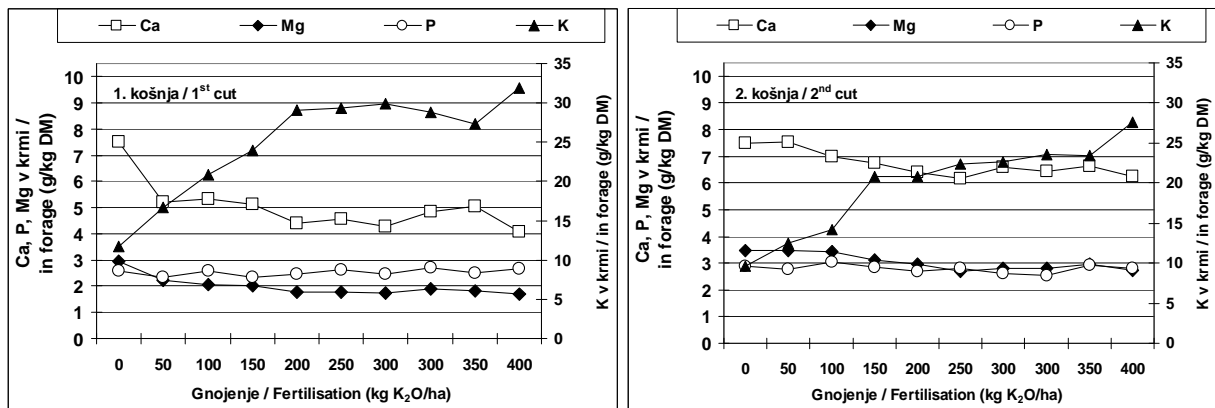 Ca Mg P K
1. košnja / 1st cut
10
9
8
7
6
5
4
3
2
1
0
35
30
25
20
15
10
5
0
Ca, P, Mg v krmi /
in forage (g/kg DM)
K v krmi / in forage (g/kg DM)
0 50 100 150 200 250 300 300 350 400
Gnojenje / Fertilisation (kg K2O/ha)
Ca Mg P K
2. košnja / 2nd cut
10
9
8
7
6
5
4
3
2
1
0
35
30
25
20
15
10
5
0
Ca, P, Mg v krmi /
in forage (g/kg DM)
K v krmi / in forage (g/kg DM)
0 50 100 150 200 250 300 300 350 400
Gnojenje / Fertilisation (kg K2O/ha)